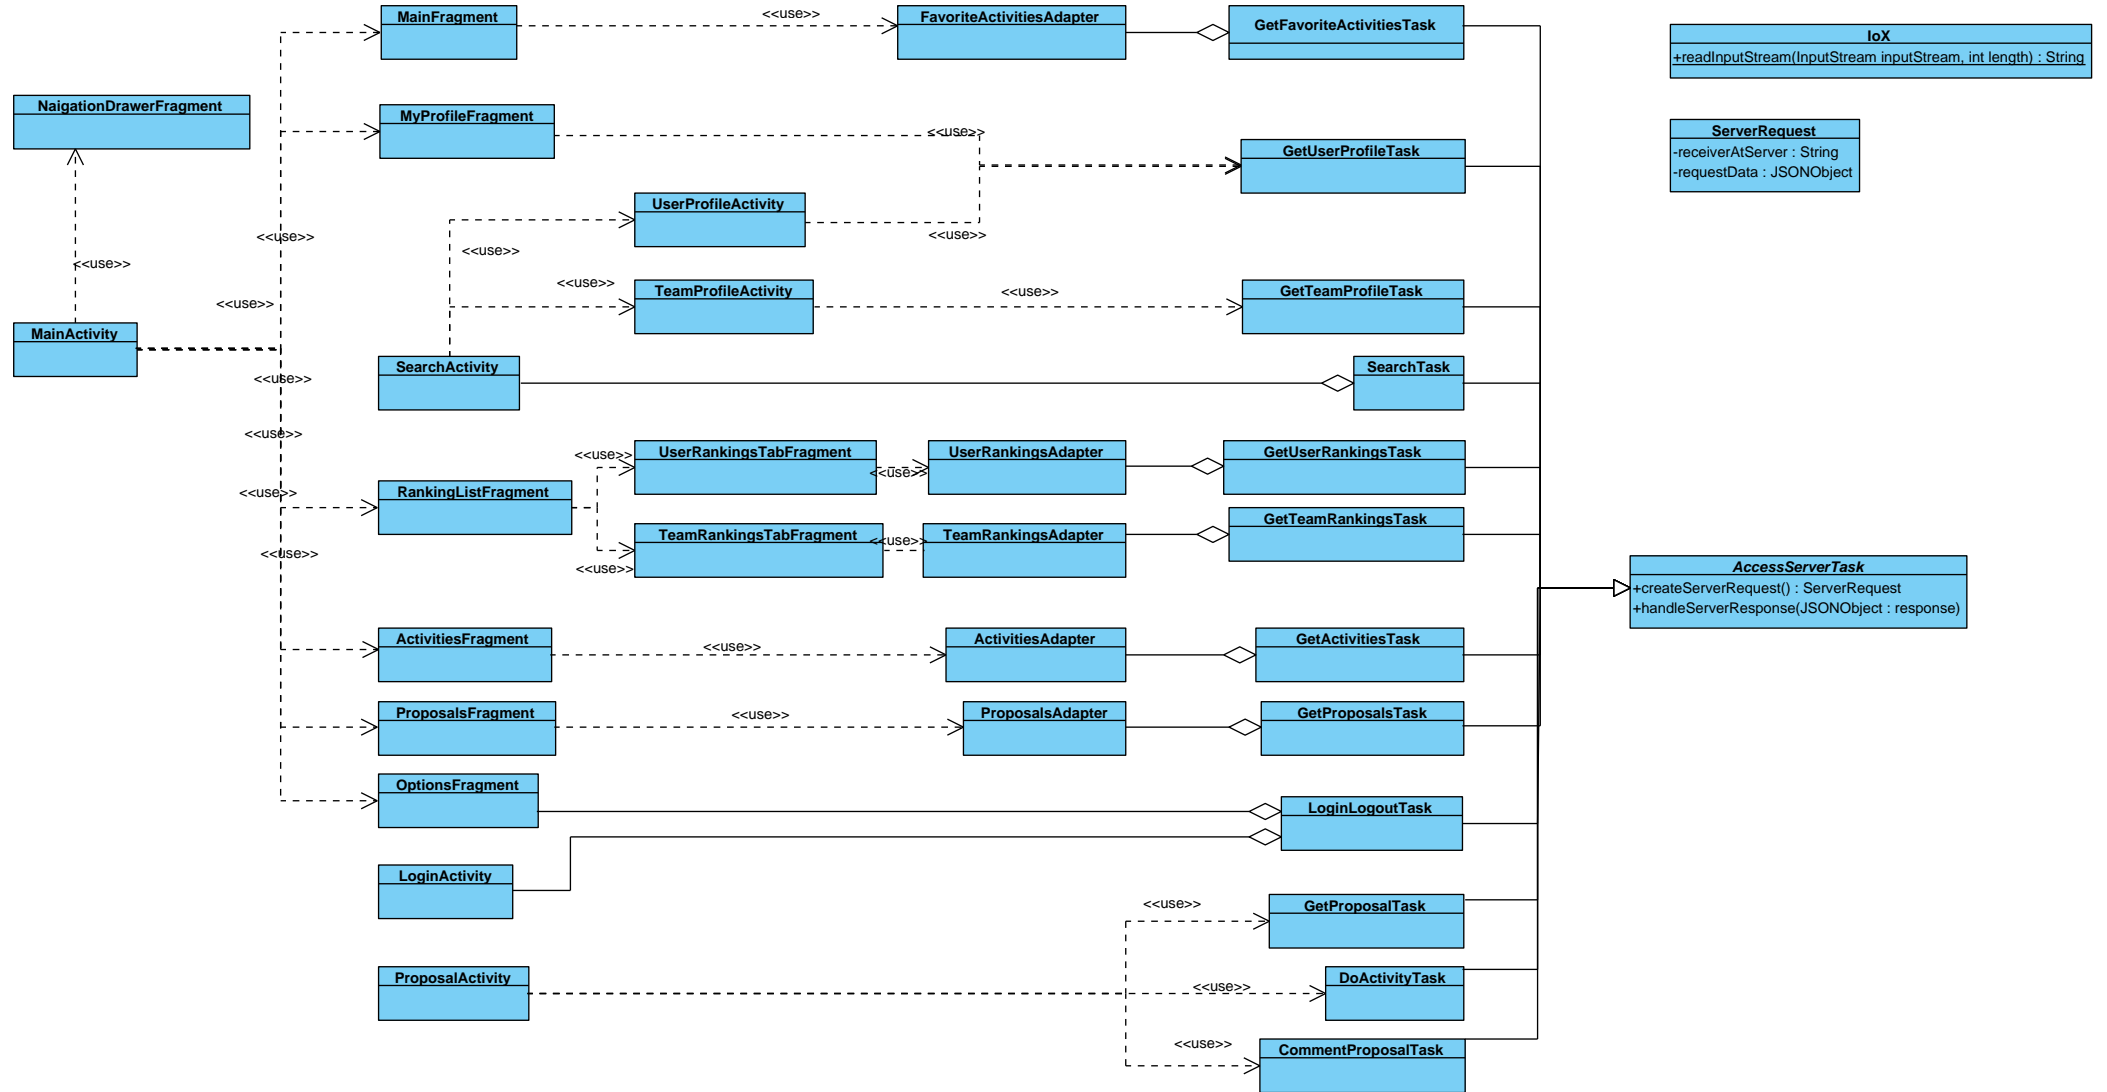 MainFragment
<<use>>
FavoriteActivitiesAdapter
GetFavoriteActivitiesTask
IoX
+readInputStream(InputStream inputStream, int length) : String
NaigationDrawerFragment
MyProfileFragment
<<use>>
GetUserProfileTask
ServerRequest
-receiverAtServer : String
-requestData : JSONObject
UserProfileActivity
<<use>>
<<use>>
<<use>>
<<use>>
<<use>>
TeamProfileActivity
<<use>>
GetTeamProfileTask
<<use>>
MainActivity
SearchActivity
SearchTask
<<use>>
<<use>>
<<use>>
UserRankingsTabFragment
<<use>>
UserRankingsAdapter
GetUserRankingsTask
<<use>>
RankingListFragment
TeamRankingsTabFragment
<<use>>
TeamRankingsAdapter
GetTeamRankingsTask
<<use>>
<<use>>
AccessServerTask
+createServerRequest() : ServerRequest
+handleServerResponse(JSONObject : response)
ActivitiesFragment
<<use>>
ActivitiesAdapter
GetActivitiesTask
ProposalsFragment
<<use>>
ProposalsAdapter
GetProposalsTask
OptionsFragment
LoginLogoutTask
LoginActivity
<<use>>
GetProposalTask
ProposalActivity
<<use>>
DoActivityTask
<<use>>
CommentProposalTask